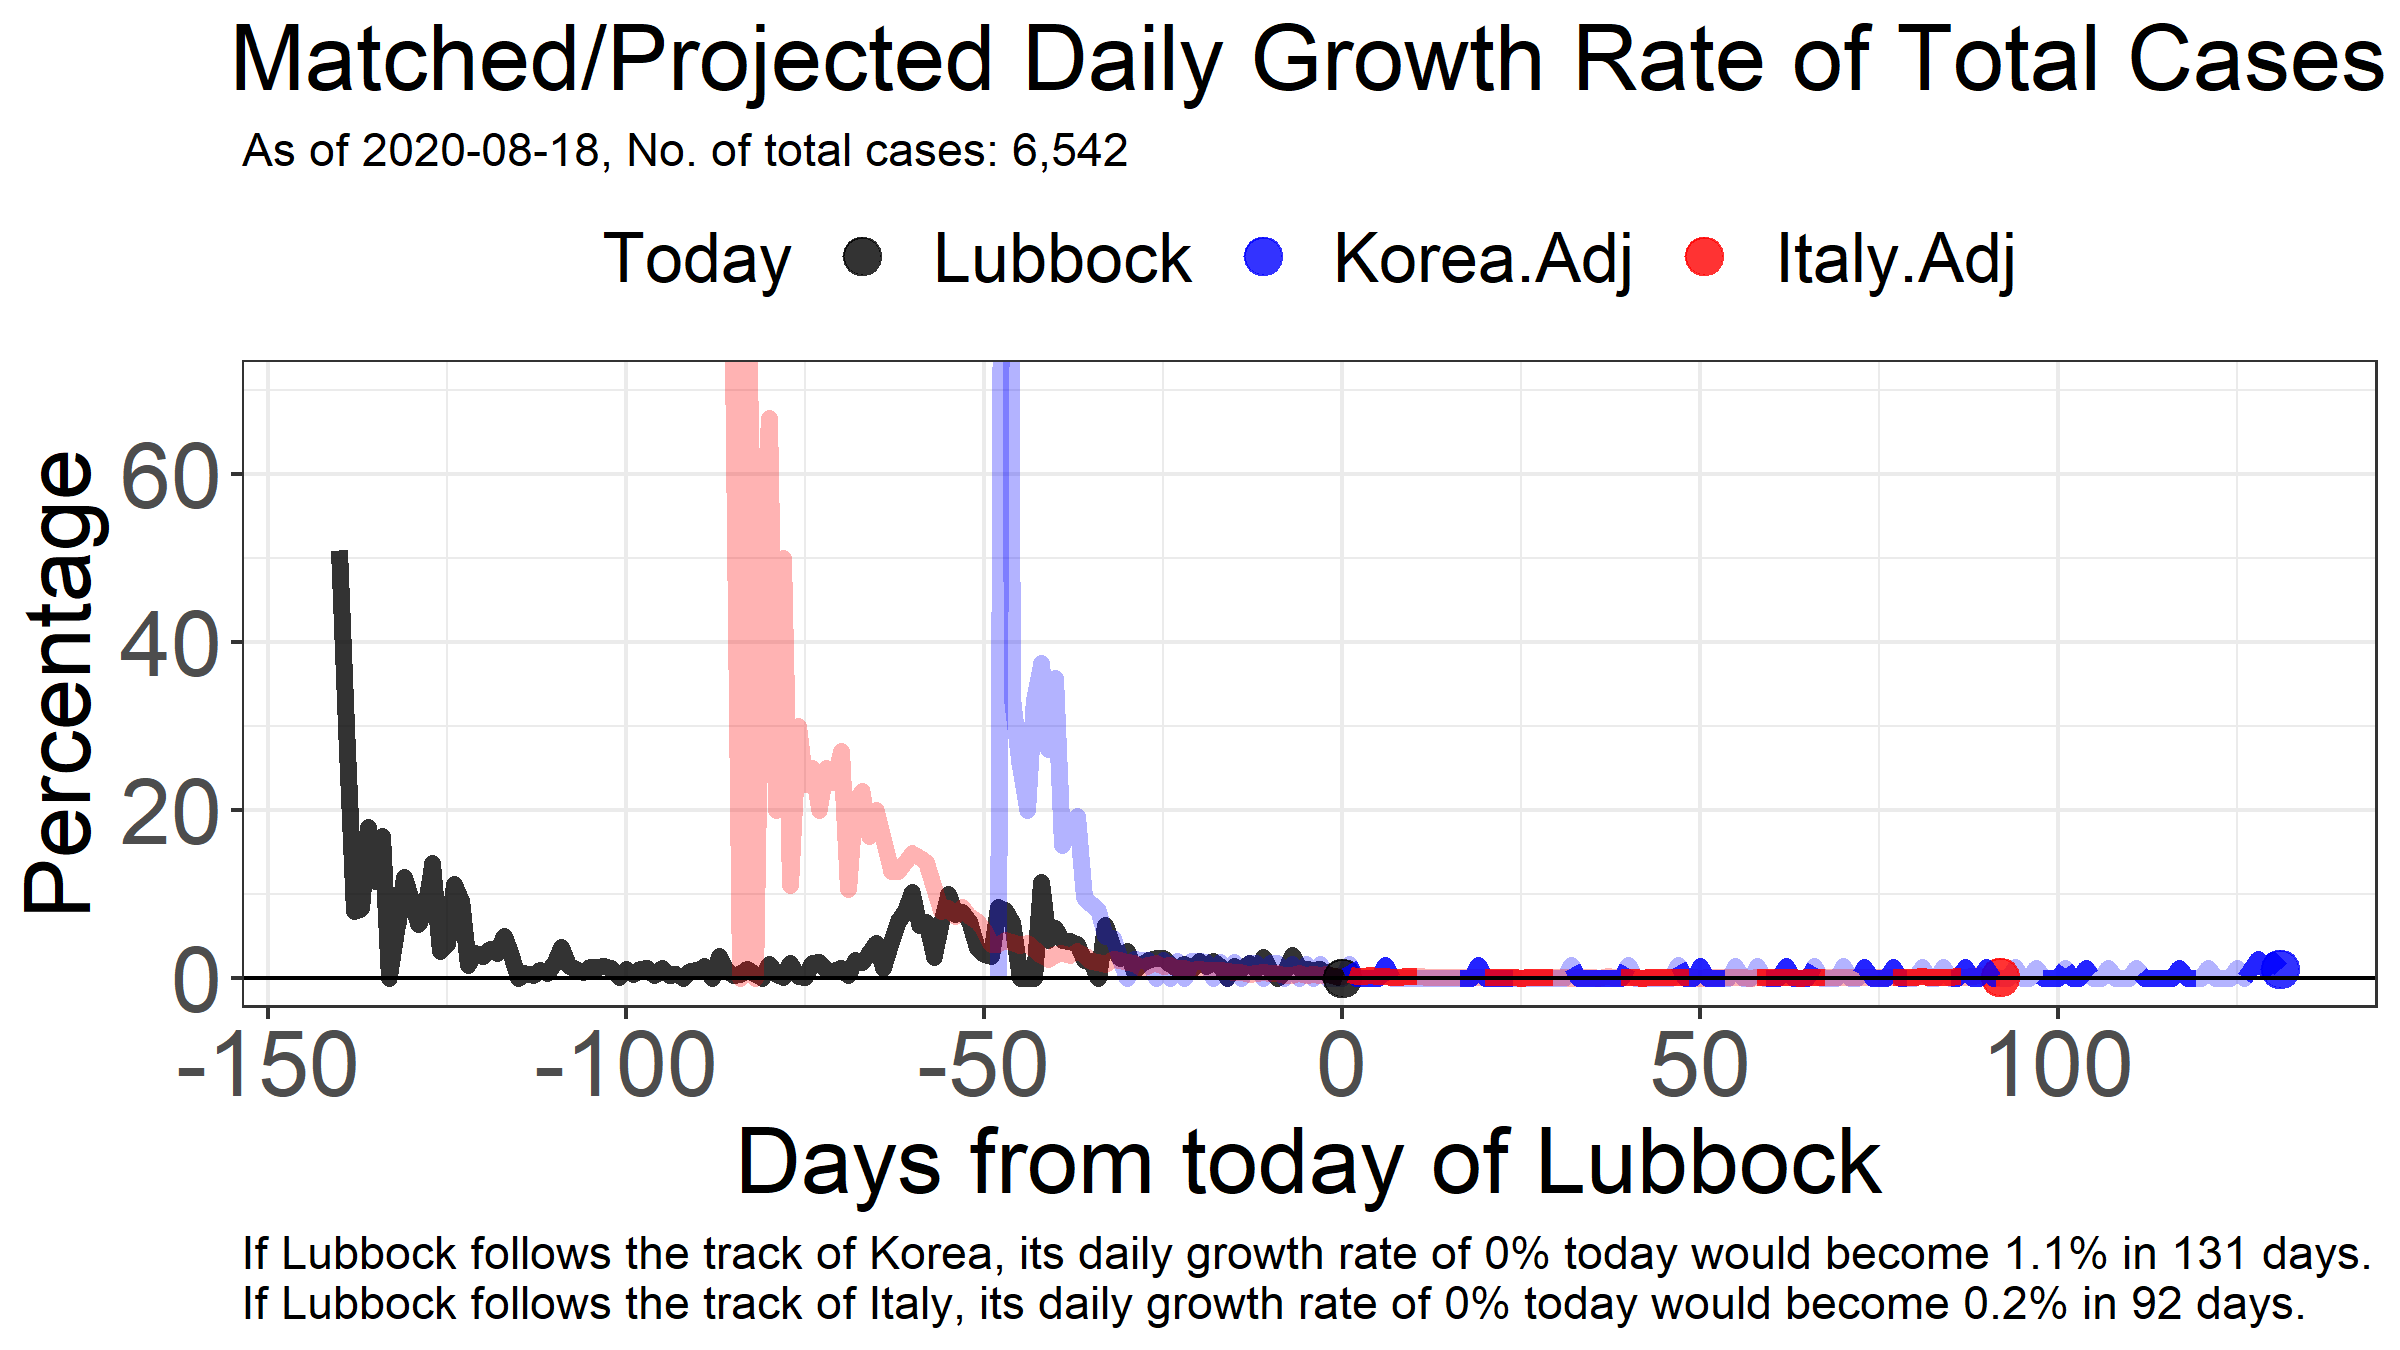 Matched/Projected Daily Growth Rate of Total Cases
As of 2020-08-18, No. of total cases: 6,542
Today Lubbock Korea.Adj Italy.Adj
Percentage
60
40
20
0
-150 -100 -50 0 50 100
Days from today of Lubbock
If Lubbock follows the track of Korea, its daily growth rate of 0% today would become 1.1% in 131 days.
If Lubbock follows the track of Italy, its daily growth rate of 0% today would become 0.2% in 92 days.